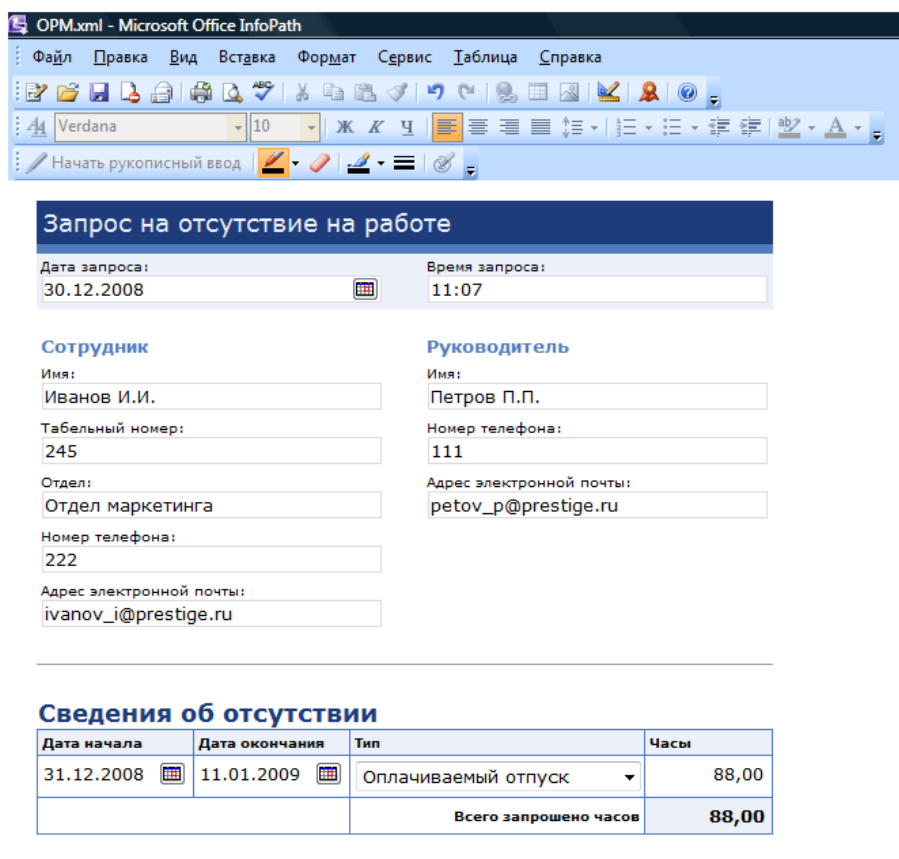 OPM.xml - Microsoft Office InfoPath
Файл Правка Вид Вставка Формат Сервис Таблица Справка
Verdana 10 Ж К Ч
Начать рукописный ввод
Запрос на отсутствие на работе
Дата запроса: Время запроса:
30.12.2008 11:07
Сотрудник Руководитель
Имя: Имя:
Иванов И.И. Петров П.П.
Табельный номер: Номер телефона:
245 111
Отдел: Адрес электронной почты:
Отдел маркетинга petov_p@prestige.ru
Номер телефона:
222
Адрес электронной почты:
ivanov_i@prestige.ru
Сведения об отсутствии
Дата начала Дата окончания Тип Часы
31.12.2008 11.01.2009 Оплачиваемый отпуск 88,00
Всего запрошено часов 88,00